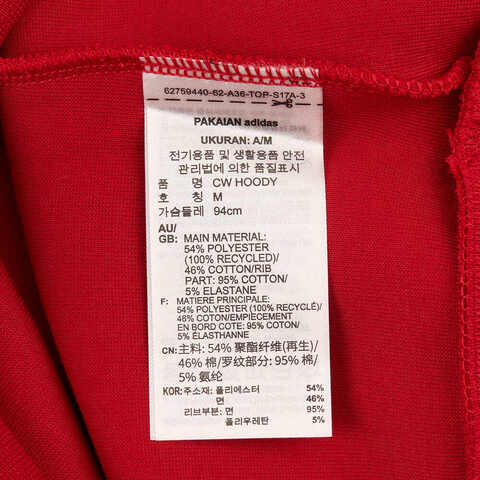 62759440-62-A36-TOP-S17A-3
PAKAIAN adidas
UKURAN: A/M
전기용품 및 생활용품 안전
관리법에 의한 품질표시
품 명 CW HOODY
호 칭 M
가슴둘레 94cm
AU/
GB: MAIN MATERIAL:
54% POLYESTER
(100% RECYCLED)/
46% COTTON/RIB
PART: 95% COTTON/
5% ELASTANE
F: MATIERE PRINCIPALE:
54% POLYESTER (100% RECYCLÉ)/
46% COTON/EMPIECEMENT
EN BORD COTE: 95% COTON/
5% ÉLASTHANNE
CN: 主料: 54% 聚酯纤维(再生)/
46% 棉/罗纹部分: 95% 棉/
5% 氨纶
KOR: 주소재: 폴리에스터 54%
면 46%
리브부분: 면 95%
폴리우레탄 5%